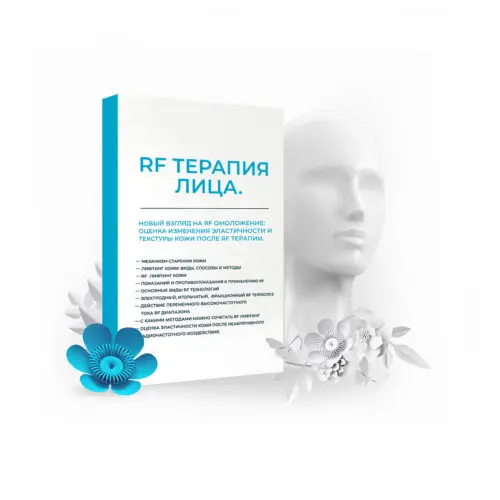 RF ТЕРАПИЯ
ЛИЦА.
НОВЫЙ ВЗГЛЯД НА RF ОМОЛОЖЕНИЕ:
ОЦЕНКА ИЗМЕНЕНИЯ ЭЛАСТИЧНОСТИ И
ТЕКСТУРЫ КОЖИ ПОСЛЕ RF ТЕРАПИИ.
— МЕХАНИЗМ СТАРЕНИЯ КОЖИ
— ЛИФТИНГ КОЖИ: ВИДЫ, СПОСОБЫ И МЕТОДЫ
— RF -ЛИФТИНГ КОЖИ
— ПОКАЗАНИЯ И ПРОТИВОПОКАЗАНИЯ К ПРИМЕНЕНИЮ RF
— ОСНОВНЫЕ ВИДЫ RF ТЕХНОЛОГИЙ
— ЭЛЕКТРОДНЫЙ, ИГОЛЬЧАТЫЙ, ФРАКЦИОННЫЙ RF ТЕРМОЛИЗ
ДЕЙСТВИЕ ПЕРЕМЕННОГО ВЫСОКОЧАСТОТНОГО
ТОКА RF ДИАПАЗОНА
— С КАКИМИ МЕТОДАМИ МОЖНО СОЧЕТАТЬ RF ЛИФТИНГ
ОЦЕНКА ЭЛАСТИЧНОСТИ КОЖИ ПОСЛЕ НЕАБЛЯТИВНОГО
РАДИОЧАСТОТНОГО ВОЗДЕЙСТВИЯ